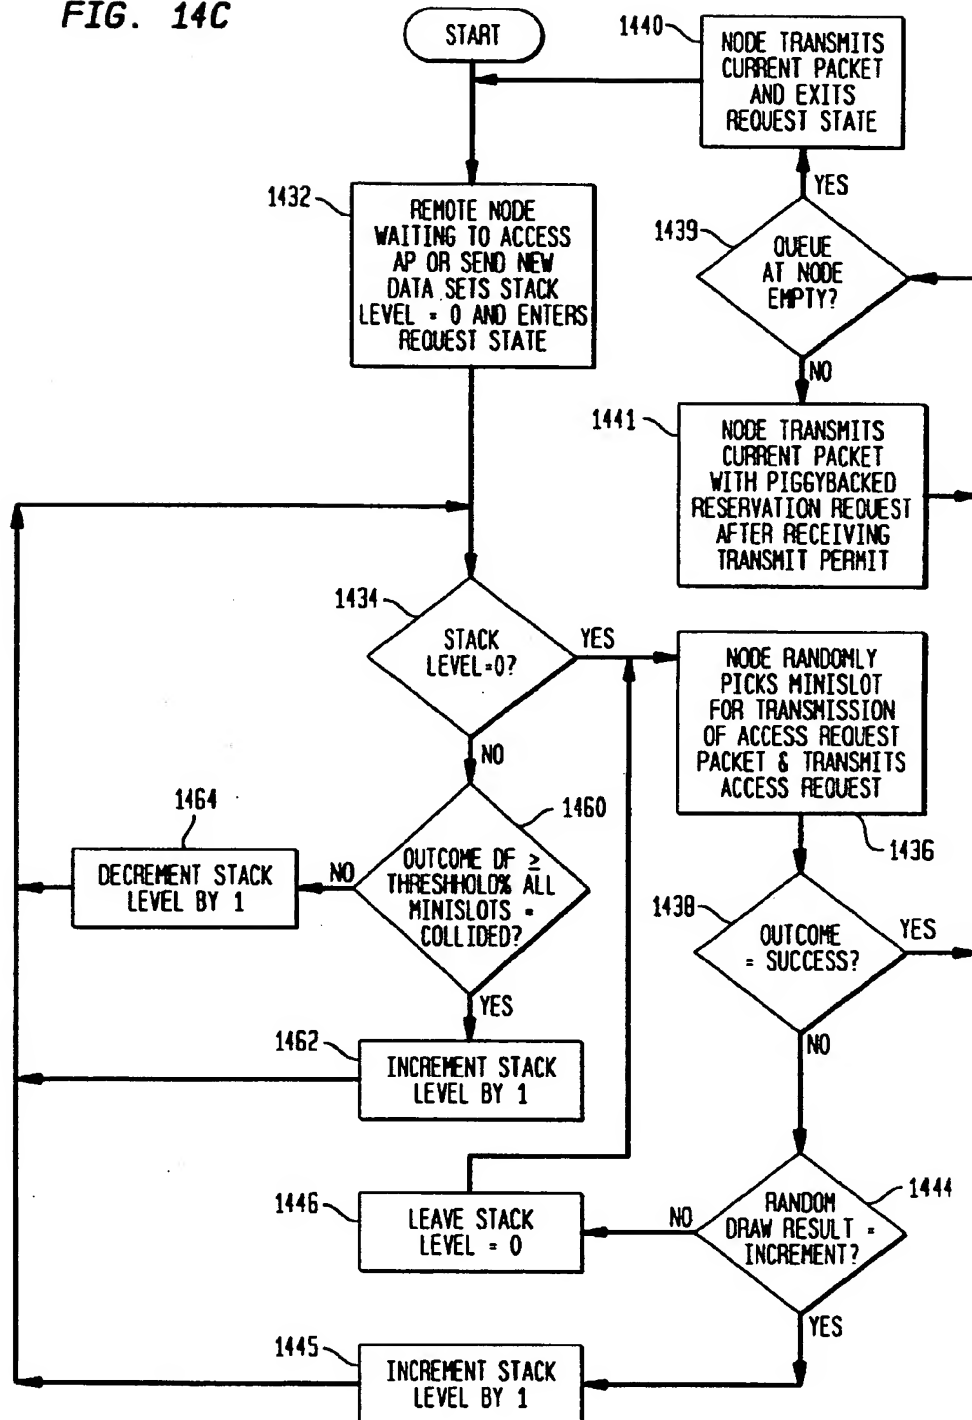 FIG. 14C
START
1440
NODE TRANSMITS
CURRENT PACKET
AND EXITS
REQUEST STATE
YES
1432
REMOTE NODE
WAITING TO ACCESS
AP OR SEND NEW
DATA SETS STACK
LEVEL = 0 AND ENTERS
REQUEST STATE
1439
QUEUE
AT NODE
EMPTY?
NO
1441
NODE TRANSMITS
CURRENT PACKET
WITH PIGGYBACKED
RESERVATION REQUEST
AFTER RECEIVING
TRANSMIT PERMIT
1434
STACK
LEVEL=0?
YES
NO
NODE RANDOMLY
PICKS MINISLOT
FOR TRANSMISSION
OF ACCESS REQUEST
PACKET & TRANSMITS
ACCESS REQUEST
1436
1464
DECREMENT STACK
LEVEL BY 1
NO
1460
OUTCOME OF ≥
THRESHHOLD% ALL
MINISLOTS =
COLLIDED?
YES
1438
OUTCOME
= SUCCESS?
YES
NO
1462
INCREMENT STACK
LEVEL BY 1
1446
LEAVE STACK
LEVEL = 0
NO
1444
RANDOM
DRAW RESULT =
INCREMENT?
YES
1445
INCREMENT STACK
LEVEL BY 1